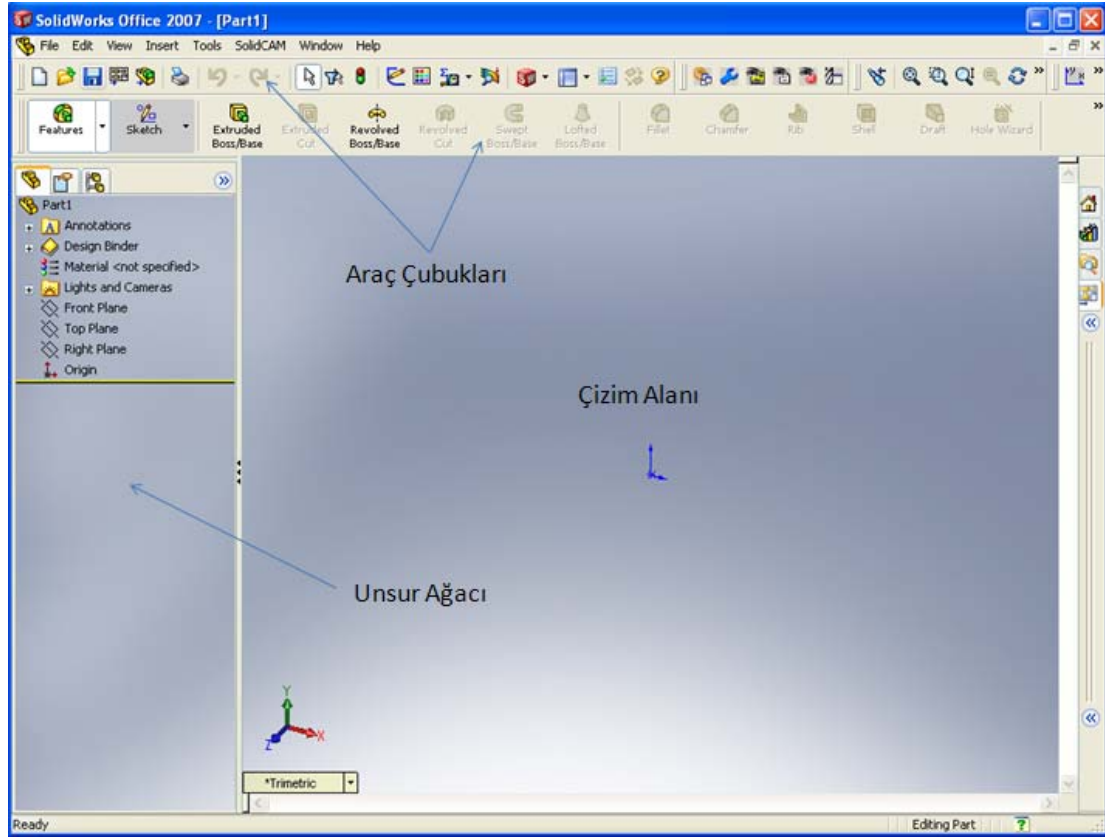 SolidWorks Office 2007 - [Part1]
File Edit View Insert Tools SolidCAM Window Help
Features Sketch Extruded Boss/Base Extruded Cut Revolved Boss/Base Revolved Cut Swept Boss/Base Lofted Boss/Base Fillet Chamfer Rib Shell Draft Hole Wizard
Part1
Annotations
Design Binder
Material <not specified>
Lights and Cameras
Front Plane
Top Plane
Right Plane
Origin
Araç Çubukları
Çizim Alanı
Unsur Ağacı
Y
X
Z
*Trimetric
Ready
Editing Part